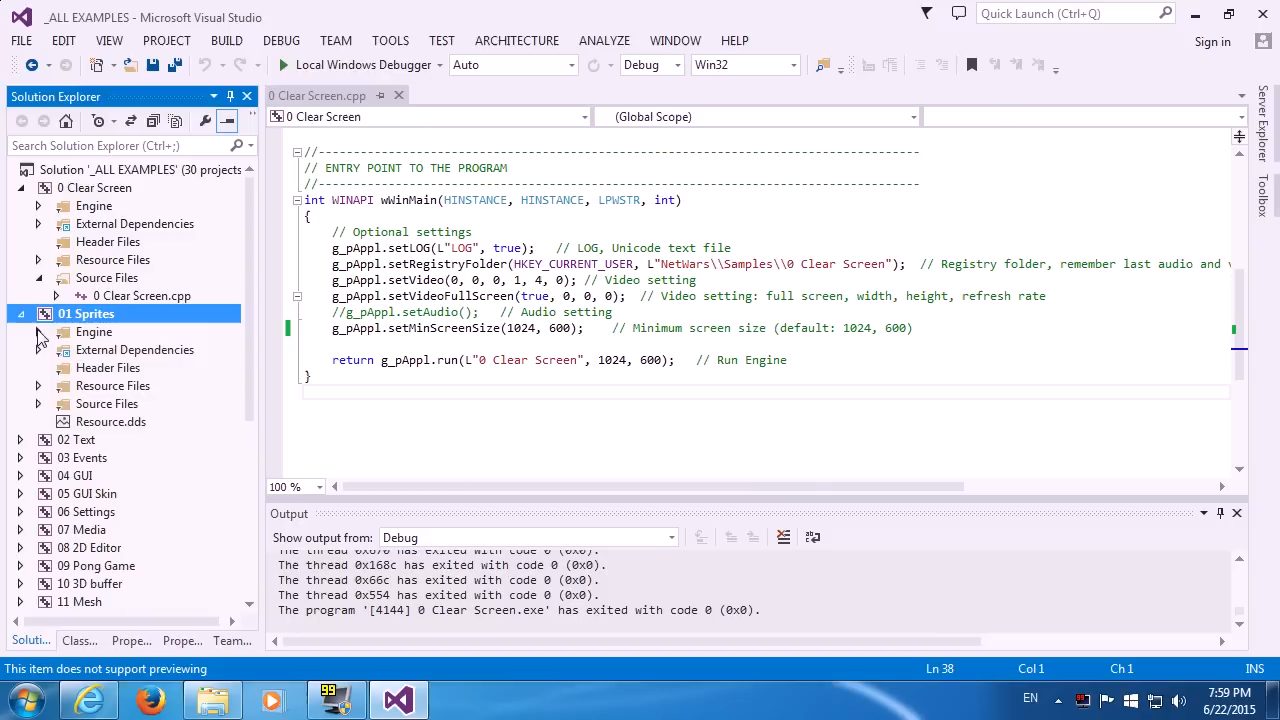 _ALL EXAMPLES - Microsoft Visual Studio
Quick Launch (Ctrl+Q)
FILE EDIT VIEW PROJECT BUILD DEBUG TEAM TOOLS TEST ARCHITECTURE ANALYZE WINDOW HELP
Sign in
Local Windows Debugger Auto Debug Win32
Solution Explorer
Search Solution Explorer (Ctrl+;)
Solution '_ALL EXAMPLES' (30 projects
0 Clear Screen
Engine
External Dependencies
Header Files
Resource Files
Source Files
0 Clear Screen.cpp
01 Sprites
Engine
External Dependencies
Header Files
Resource Files
Source Files
Resource.dds
02 Text
03 Events
04 GUI
05 GUI Skin
06 Settings
07 Media
08 2D Editor
09 Pong Game
10 3D buffer
11 Mesh
Soluti... Class... Prope... Prope... Team...
0 Clear Screen.cpp
0 Clear Screen (Global Scope)
//--------------------------------------------------------------------------------------
// ENTRY POINT TO THE PROGRAM
//--------------------------------------------------------------------------------------
int WINAPI wWinMain(HINSTANCE, HINSTANCE, LPWSTR, int)
{
// Optional settings
g_pAppl.setLOG(L"LOG", true);   // LOG, Unicode text file
g_pAppl.setRegistryFolder(HKEY_CURRENT_USER, L"NetWars\\Samples\\0 Clear Screen");  // Registry folder, remember last audio and v
g_pAppl.setVideo(0, 0, 0, 1, 4, 0); // Video setting
g_pAppl.setVideoFullScreen(true, 0, 0, 0);  // Video setting: full screen, width, height, refresh rate
//g_pAppl.setAudio();   // Audio setting
g_pAppl.setMinScreenSize(1024, 600);    // Minimum screen size (default: 1024, 600)
return g_pAppl.run(L"0 Clear Screen", 1024, 600);   // Run Engine
}
100 %
Output
Show output from: Debug
The thread 0x670 has exited with code 0 (0x0).
The thread 0x168c has exited with code 0 (0x0).
The thread 0x66c has exited with code 0 (0x0).
The thread 0x554 has exited with code 0 (0x0).
The program '[4144] 0 Clear Screen.exe' has exited with code 0 (0x0).
Server Explorer
Toolbox
This item does not support previewing
Ln 38 Col 1 Ch 1 INS
99
EN
7:59 PM
6/22/2015